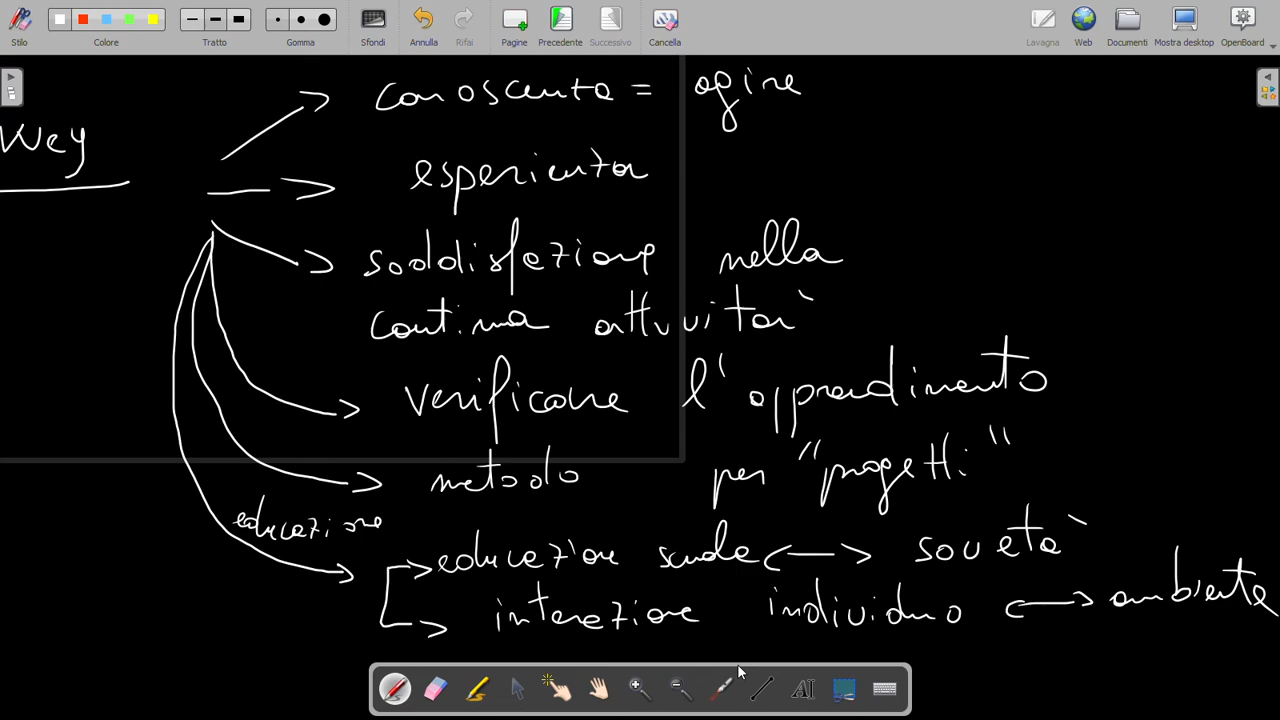 Stilo Colore Tratto Gomma Sfondi Annulla Rifai Pagine Precedente Successivo Cancella Lavagna Web Documenti Mostra desktop OpenBoard
conoscenza = agire
wey
esperienza
soddisfazione nella
continua attività
verificare l'apprendimento
metodo per "progetti"
educazione
educazione scuola <-> società
interazione individuo <-> ambiente
AI